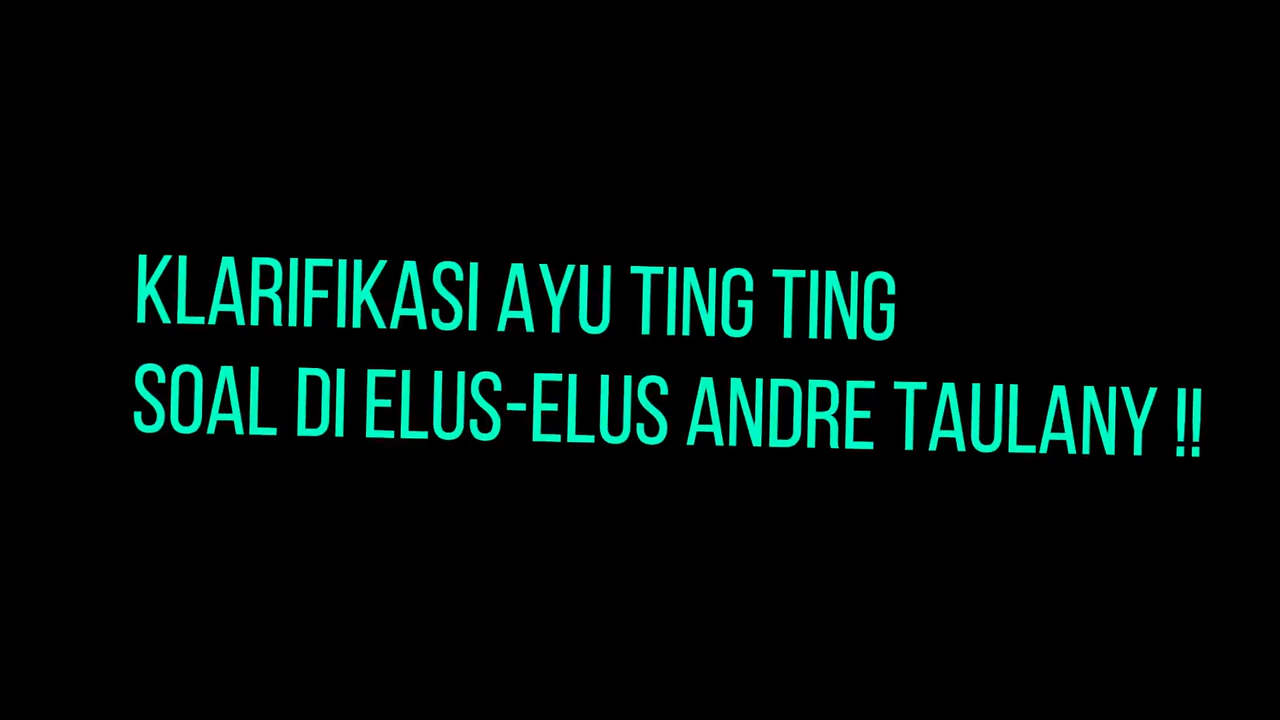 KLARIFIKASI AYU TING TING
SOAL DI ELUS-ELUS ANDRE TAULANY !!